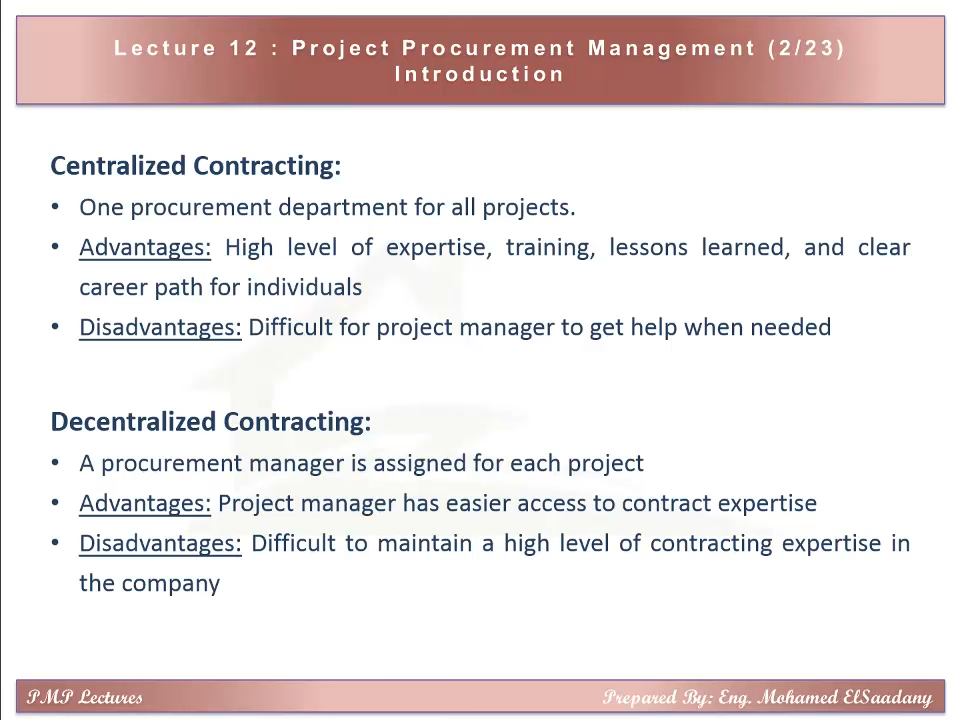 Lecture 12 : Project Procurement Management (2/23)
Introduction
Centralized Contracting:
• One procurement department for all projects.
• Advantages: High level of expertise, training, lessons learned, and clear
career path for individuals
• Disadvantages: Difficult for project manager to get help when needed
Decentralized Contracting:
• A procurement manager is assigned for each project
• Advantages: Project manager has easier access to contract expertise
• Disadvantages: Difficult to maintain a high level of contracting expertise in
the company
PMP Lectures
Prepared By: Eng. Mohamed ElSaadany